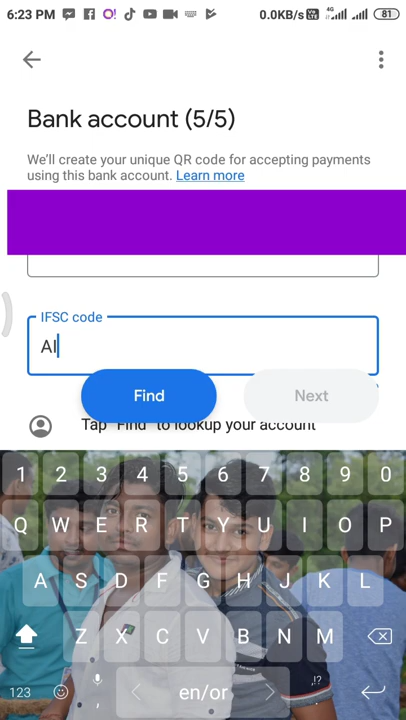 6:23 PM
0.0KB/s
4G
81
Bank account (5/5)
We'll create your unique QR code for accepting payments
using this bank account. Learn more
IFSC code
AI
Find
Next
Tap "Find" to lookup your account
1 2 3 4 5 6 7 8 9 0
Q W E R T Y U I O P
A S D F G H J K L
Z X C V B N M
123
,!?
en/or
.